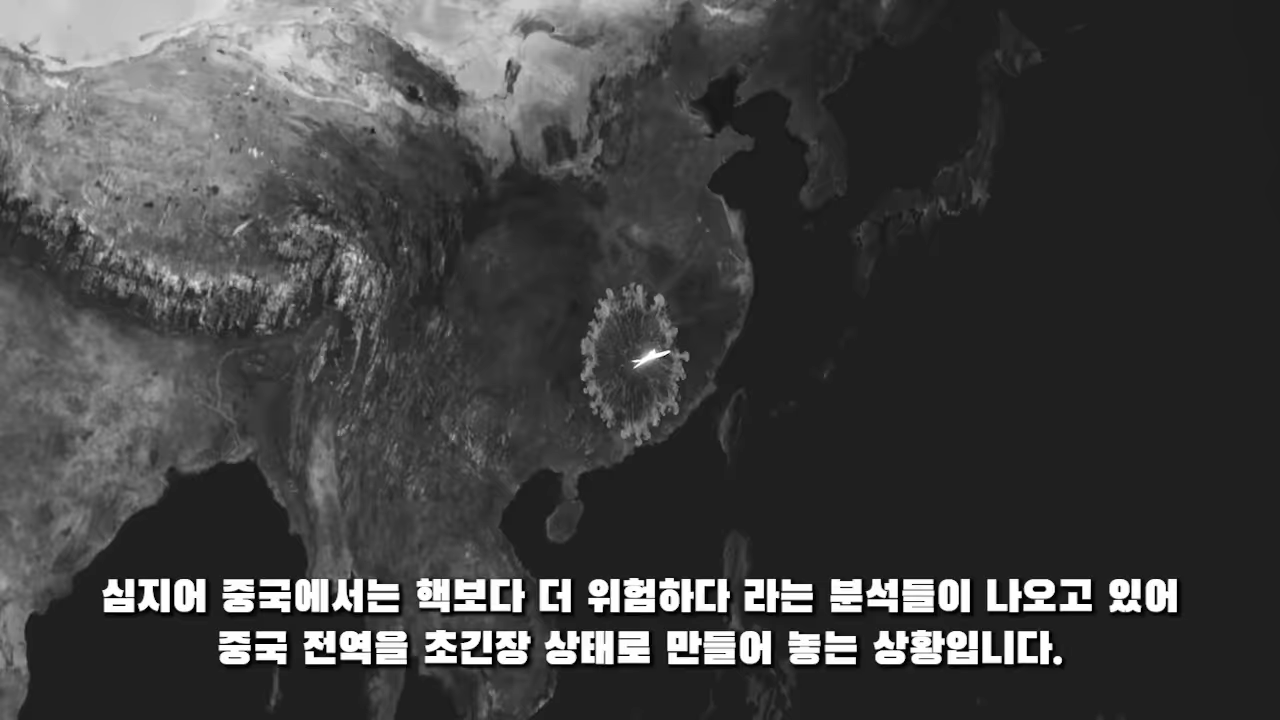 심지어 중국에서는 핵보다 더 위험하다 라는 분석들이 나오고 있어
중국 전역을 초긴장 상태로 만들어 놓는 상황입니다.